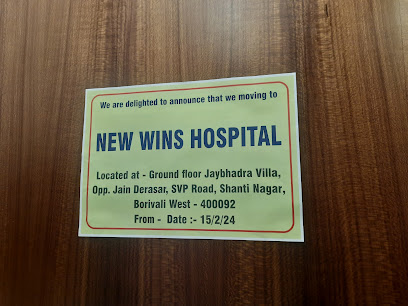 We are delighted to announce that we moving to
NEW WINS HOSPITAL
Located at - Ground floor Jaybhadra Villa,
Opp. Jain Derasar, SVP Road, Shanti Nagar,
Borivali West - 400092
From - Date :- 15/2/24